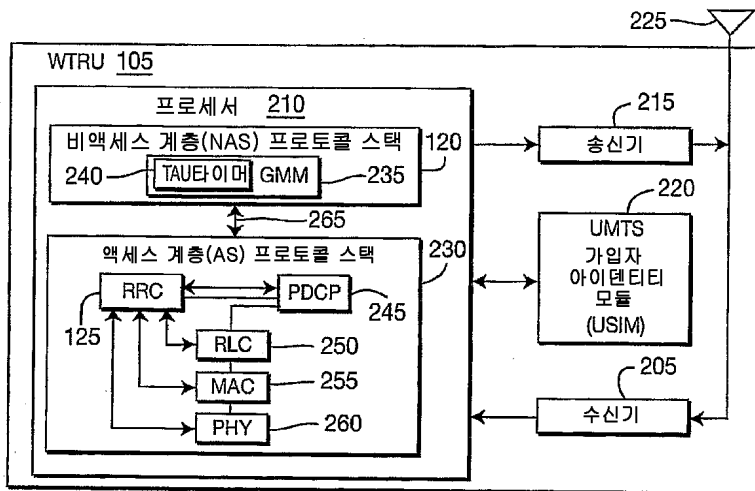 225
WTRU 105
프로세서 210
비액세스 계층(NAS) 프로토콜 스택
240
TAU타이머
GMM
235
120
265
액세스 계층(AS) 프로토콜 스택
230
RRC
PDCP
125
245
RLC
250
MAC
255
PHY
260
215
송신기
220
UMTS
가입자
아이덴티티
모듈
(USIM)
205
수신기